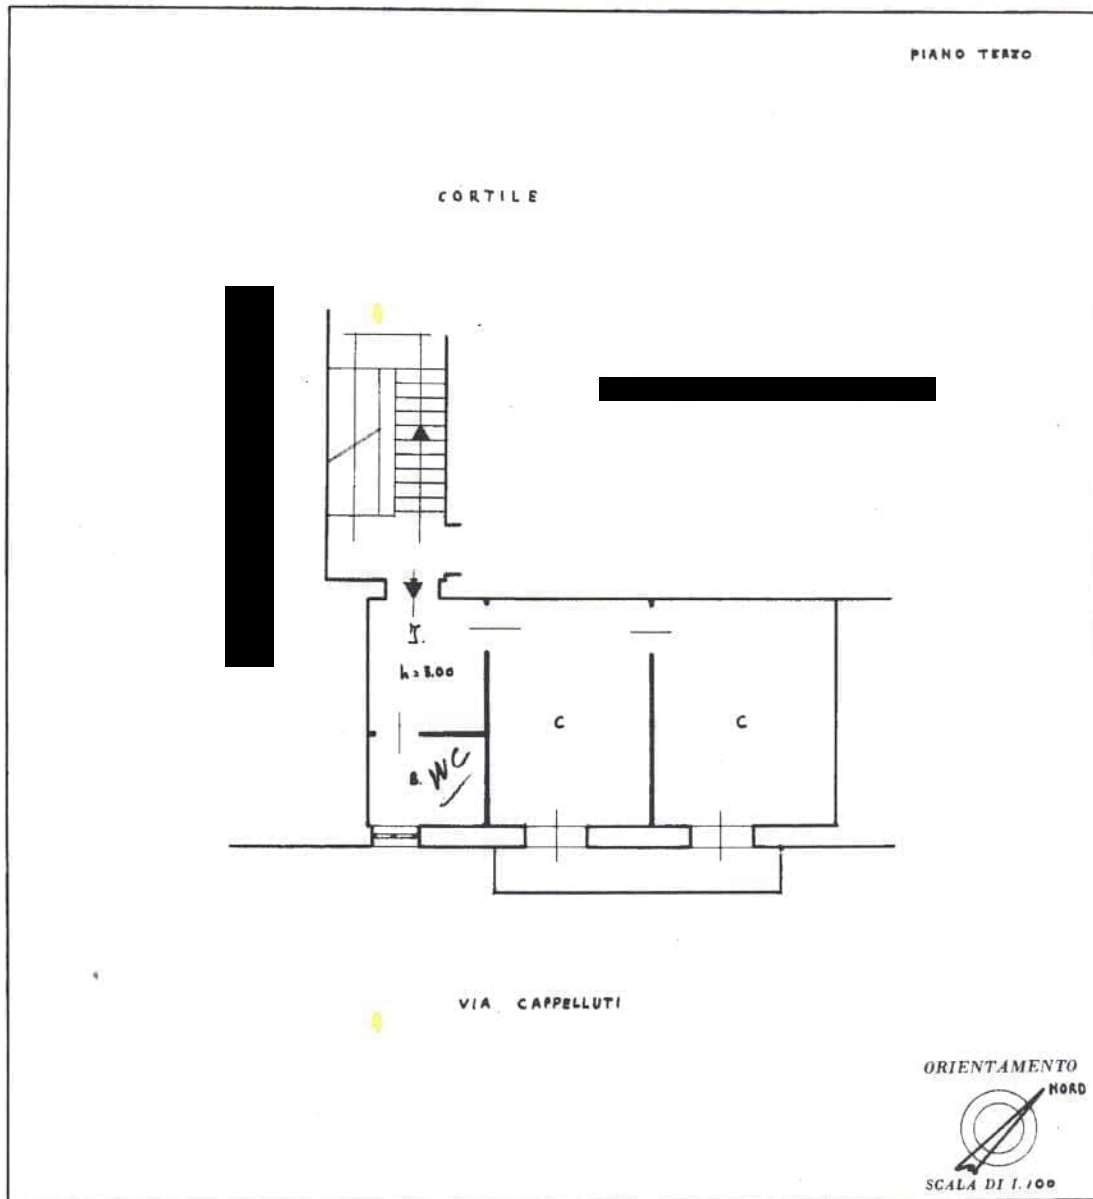 PIANO TERZO
CORTILE
I.
h = 3.00
C
C
B. WC
VIA CAPPELLUTI
ORIENTAMENTO
NORD
SCALA DI 1:100